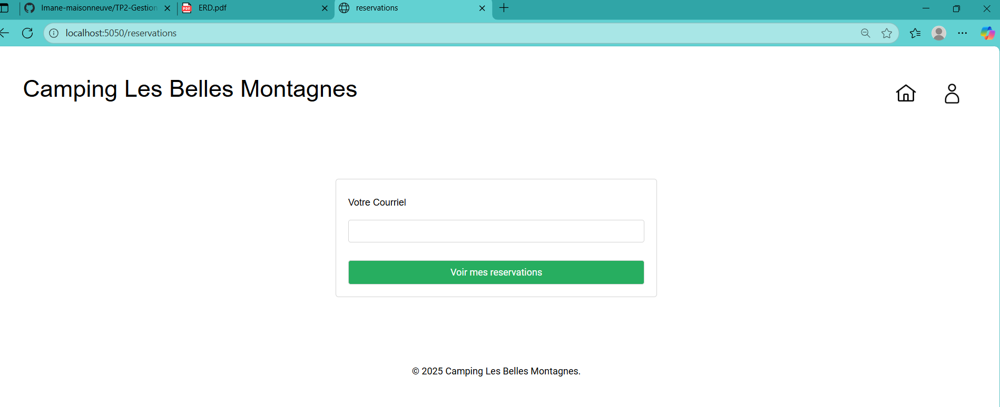 Imane-maisonneuve/TP2-Gestion
ERD.pdf
reservations
localhost:5050/reservations
Camping Les Belles Montagnes
Votre Courriel
Voir mes reservations
© 2025 Camping Les Belles Montagnes.